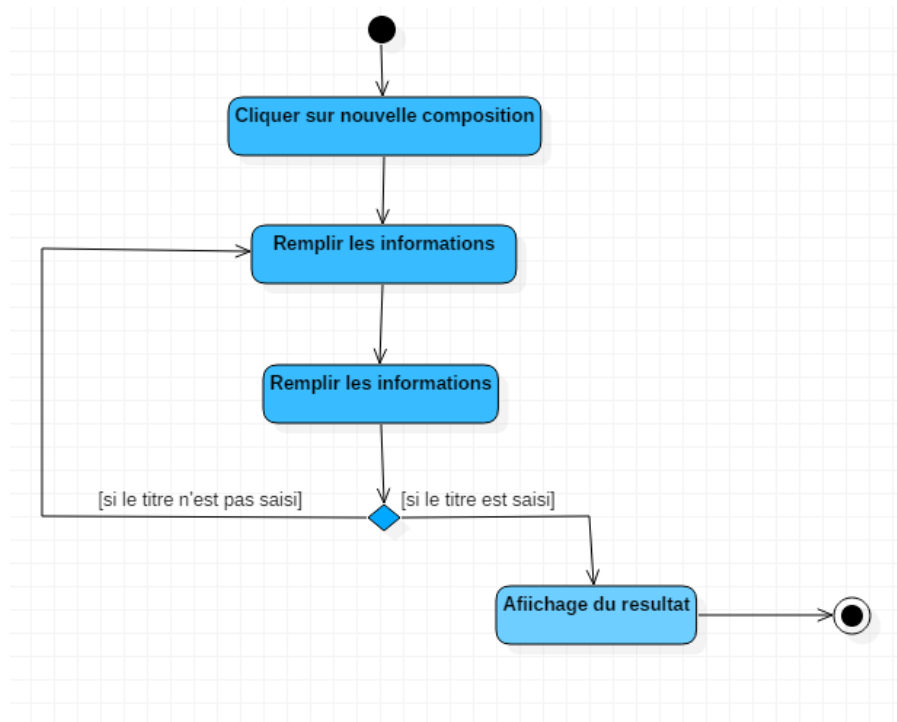 Cliquer sur nouvelle composition
Remplir les informations
Remplir les informations
[si le titre n'est pas saisi]
[si le titre est saisi]
Afiichage du resultat